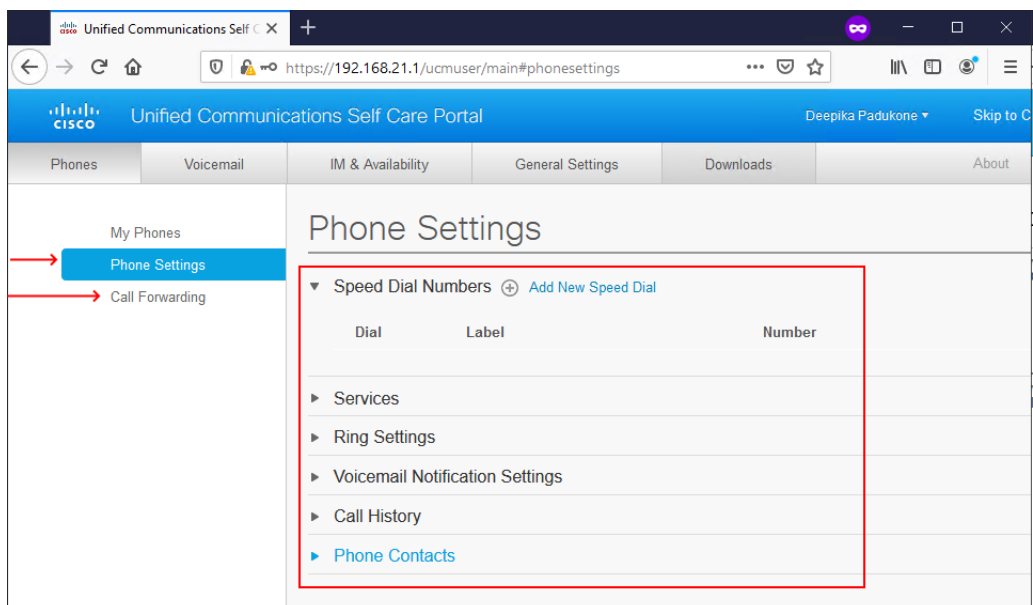 Unified Communications Self C
https://192.168.21.1/ucmuser/main#phonesettings
CISCO Unified Communications Self Care Portal Deepika Padukone Skip to C
Phones Voicemail IM & Availability General Settings Downloads About
My Phones
Phone Settings
Call Forwarding
Phone Settings
Speed Dial Numbers Add New Speed Dial
Dial Label Number
Services
Ring Settings
Voicemail Notification Settings
Call History
Phone Contacts